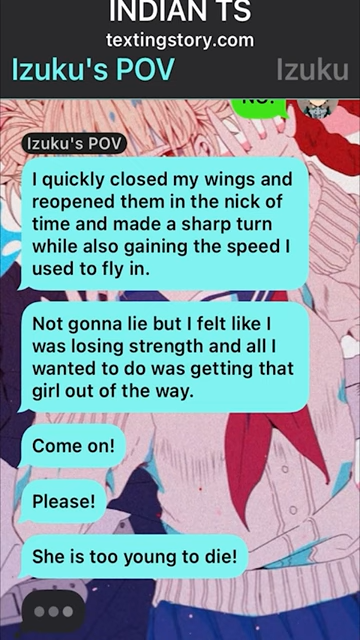 INDIAN TS
textingstory.com
Izuku's POV
Izuku
No!
Izuku's POV
I quickly closed my wings and
reopened them in the nick of
time and made a sharp turn
while also gaining the speed I
used to fly in.
Not gonna lie but I felt like I
was losing strength and all I
wanted to do was getting that
girl out of the way.
Come on!
Please!
She is too young to die!